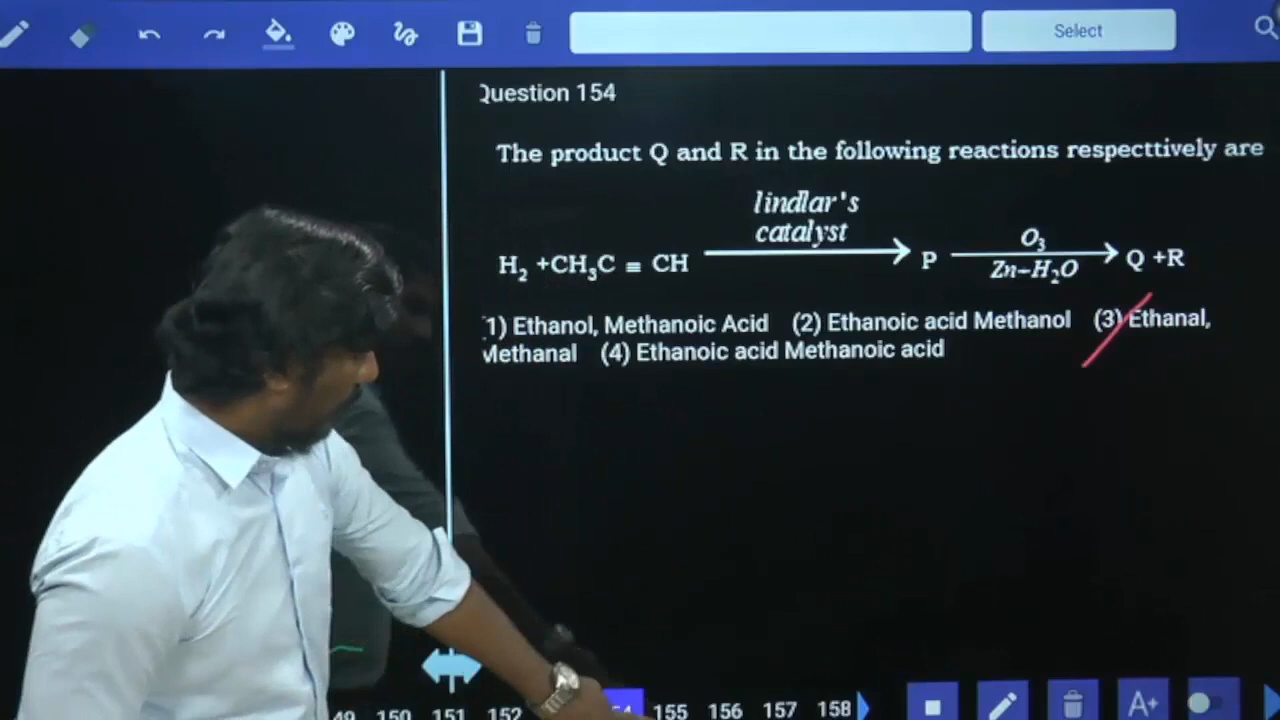 Select
Question 154
The product Q and R in the following reactions respecttively are
lindlar's
catalyst
H₂ +CH₃C ≡ CH P O₃ Q +R
Zn-H₂O
1) Ethanol, Methanoic Acid (2) Ethanoic acid Methanol (3) Ethanal,
Methanal (4) Ethanoic acid Methanoic acid
49 150 151 152 54 155 156 157 158
A+